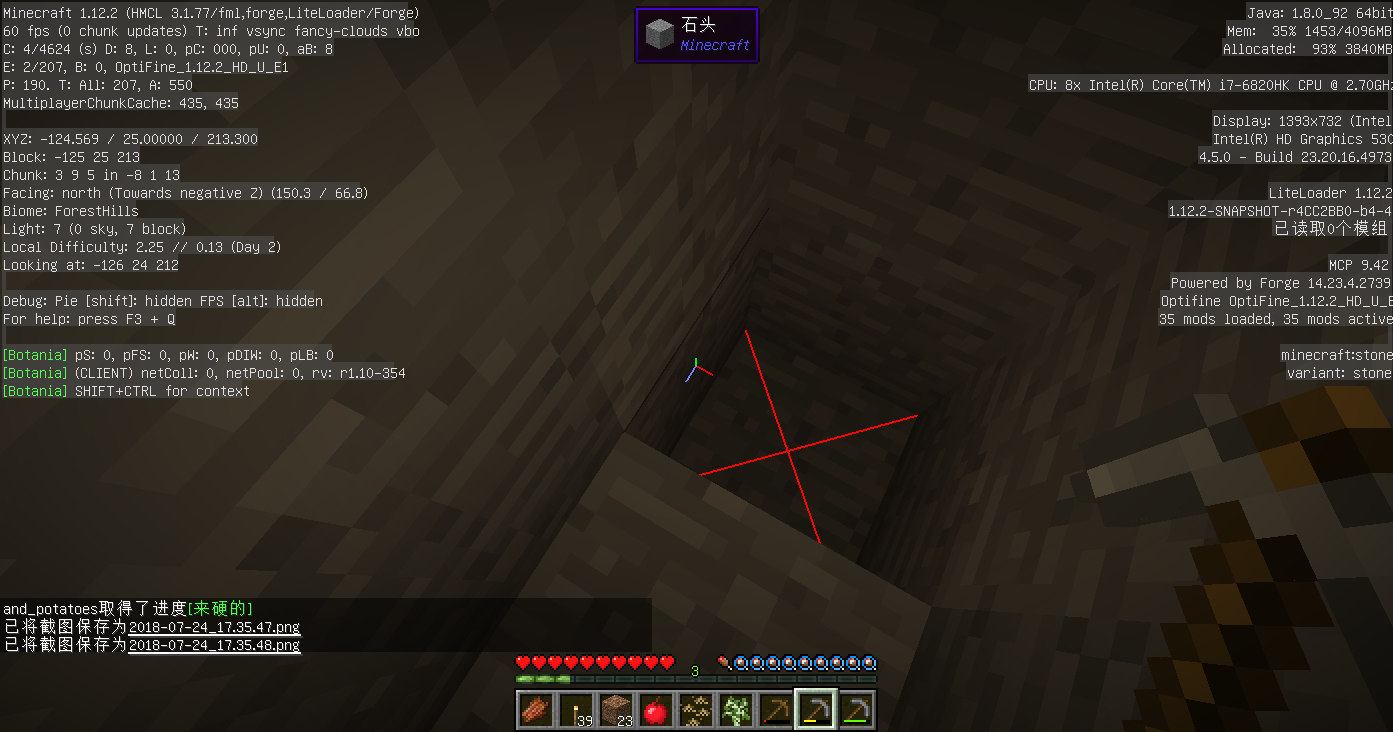 Minecraft 1.12.2 (HMCL 3.1.77/fml,forge,LiteLoader/Forge)
60 fps (0 chunk updates) T: inf vsync fancy-clouds vbo
C: 4/4624 (s) D: 8, L: 0, pC: 000, pU: 0, aB: 8
E: 2/207, B: 0, OptiFine_1.12.2_HD_U_E1
P: 190. T: All: 207, A: 550
MultiplayerChunkCache: 435, 435
XYZ: -124.569 / 25.00000 / 213.300
Block: -125 25 213
Chunk: 3 9 5 in -8 1 13
Facing: north (Towards negative Z) (150.3 / 66.8)
Biome: ForestHills
Light: 7 (0 sky, 7 block)
Local Difficulty: 2.25 // 0.13 (Day 2)
Looking at: -126 24 212
Debug: Pie [shift]: hidden FPS [alt]: hidden
For help: press F3 + Q
[Botania] pS: 0, pFS: 0, pW: 0, pDIW: 0, pLB: 0
[Botania] (CLIENT) netColl: 0, netPool: 0, rv: r1.10-354
[Botania] SHIFT+CTRL for context
石头
Minecraft
Java: 1.8.0_92 64bit
Mem: 35% 1453/4096MB
Allocated: 93% 3840MB
CPU: 8x Intel(R) Core(TM) i7-6820HK CPU @ 2.70GHz
Display: 1393x732 (Intel
Intel(R) HD Graphics 530
4.5.0 - Build 23.20.16.4973
LiteLoader 1.12.2
1.12.2-SNAPSHOT-r4CC2BB0-b4-4
已读取0个模组
MCP 9.42
Powered by Forge 14.23.4.2739
Optifine OptiFine_1.12.2_HD_U_E
35 mods loaded, 35 mods active
minecraft:stone
variant: stone
and_potatoes取得了进度[来硬的]
已将截图保存为2018-07-24_17.35.47.png
已将截图保存为2018-07-24_17.35.48.png
3
39
23